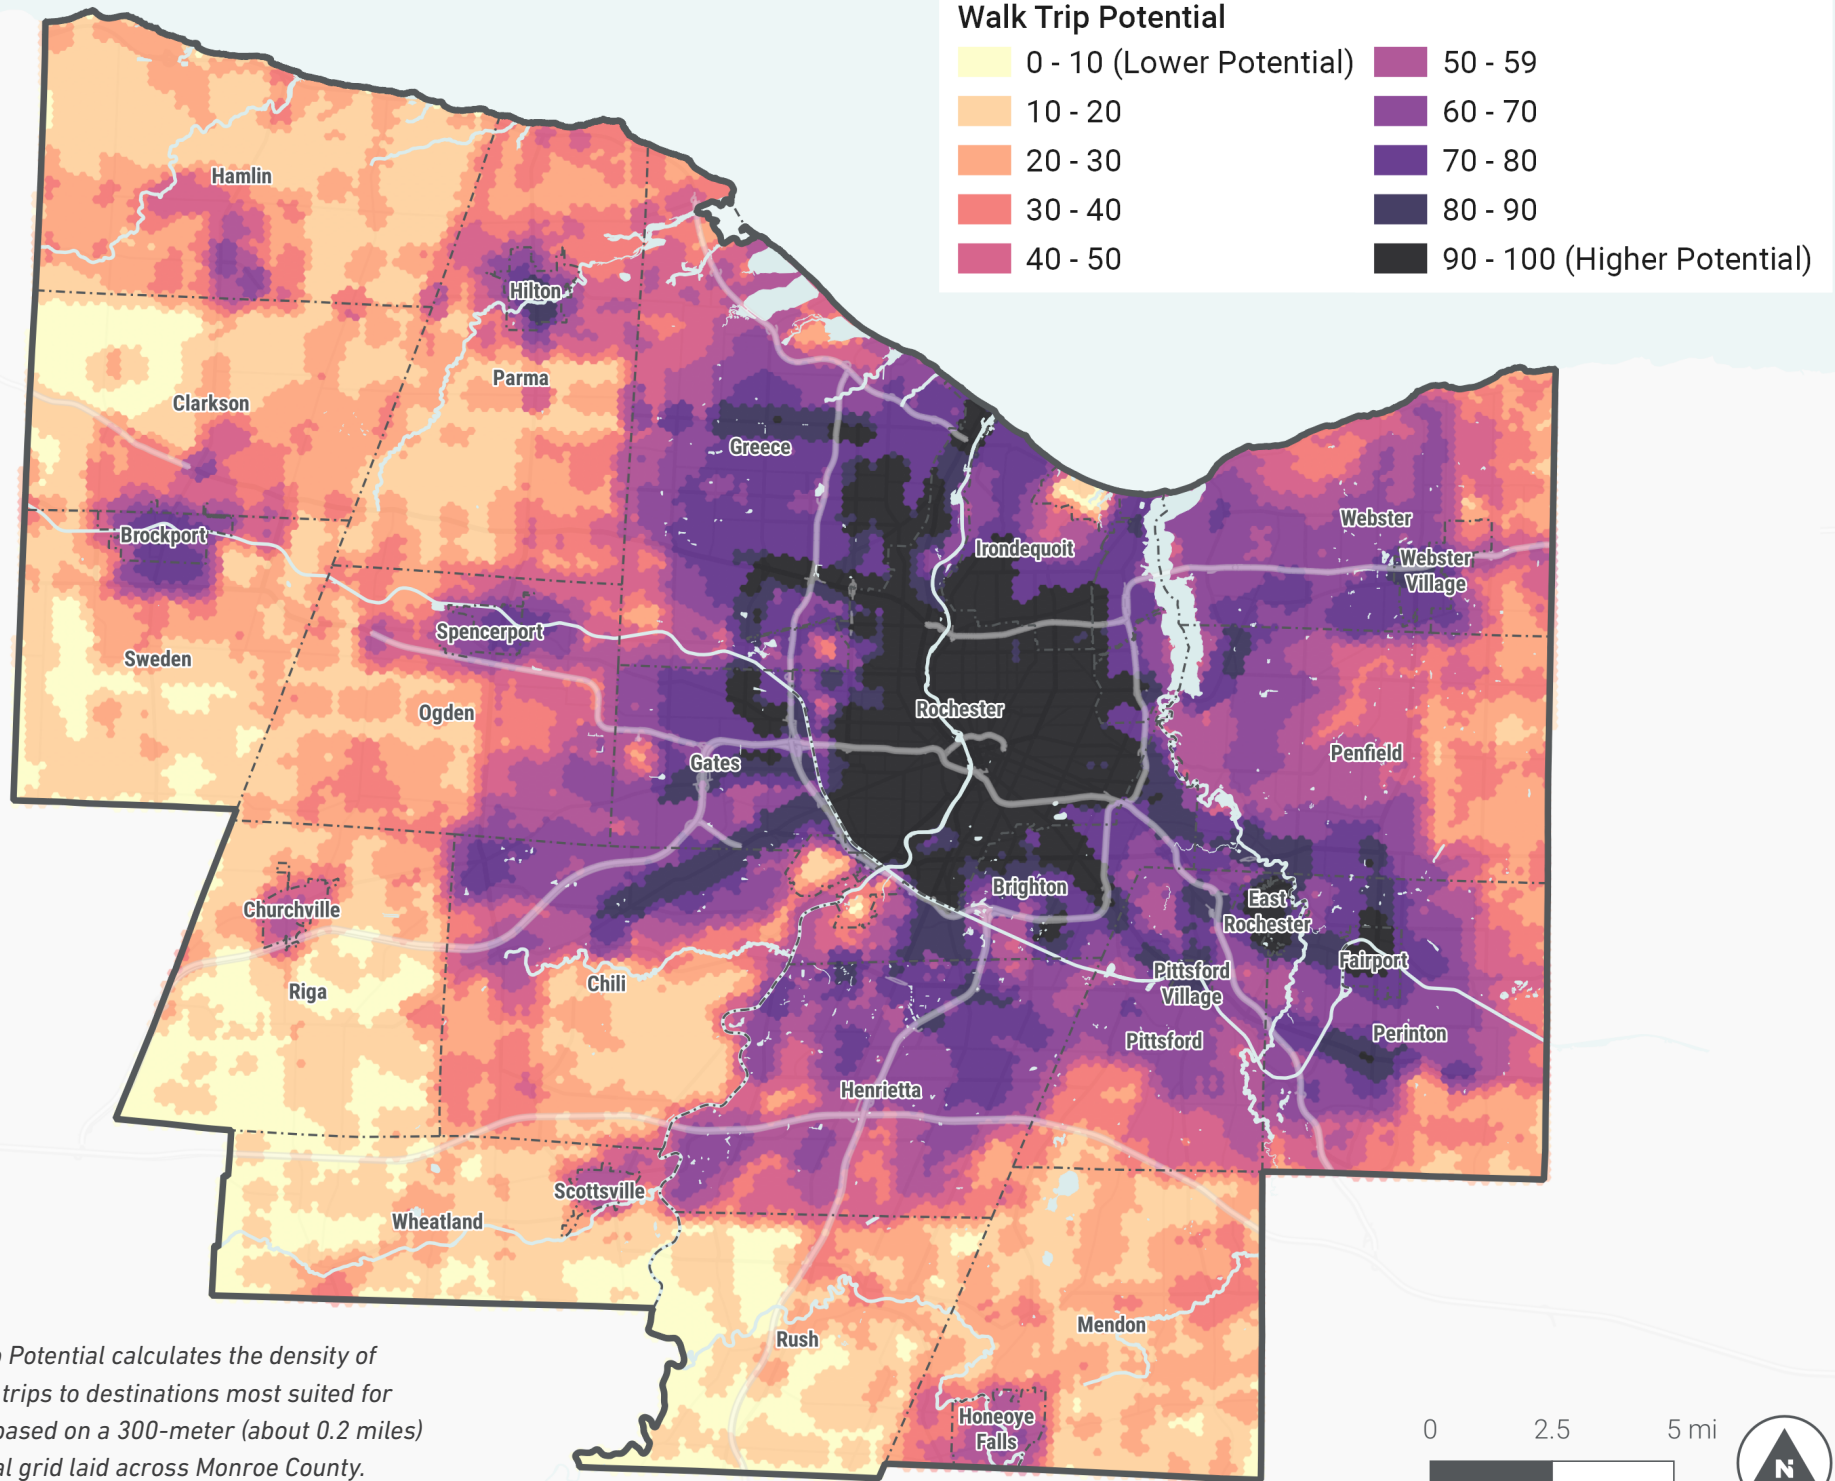 Walk Trip Potential
0 - 10 (Lower Potential)
10 - 20
20 - 30
30 - 40
40 - 50
50 - 59
60 - 70
70 - 80
80 - 90
90 - 100 (Higher Potential)
Hamlin
Hilton
Parma
Clarkson
Greece
Brockport
Webster
Irondequoit
Webster
Village
Spencerport
Sweden
Ogden
Rochester
Penfield
Gates
Brighton
East
Rochester
Churchville
Fairport
Chili
Pittsford
Village
Riga
Perinton
Pittsford
Henrietta
Scottsville
Wheatland
Mendon
Rush
Honeoye
Falls
Potential calculates the density of
trips to destinations most suited for
based on a 300-meter (about 0.2 miles)
grid laid across Monroe County.
0 2.5 5 mi
N